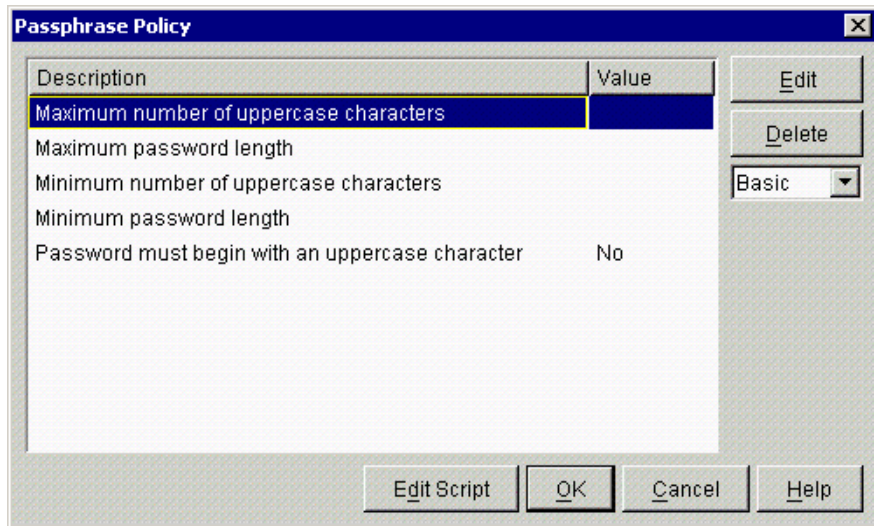 Passphrase Policy
Description Value
Edit
Maximum number of uppercase characters
Maximum password length
Delete
Minimum number of uppercase characters
Basic
Minimum password length
Password must begin with an uppercase character No
Edit Script OK Cancel Help